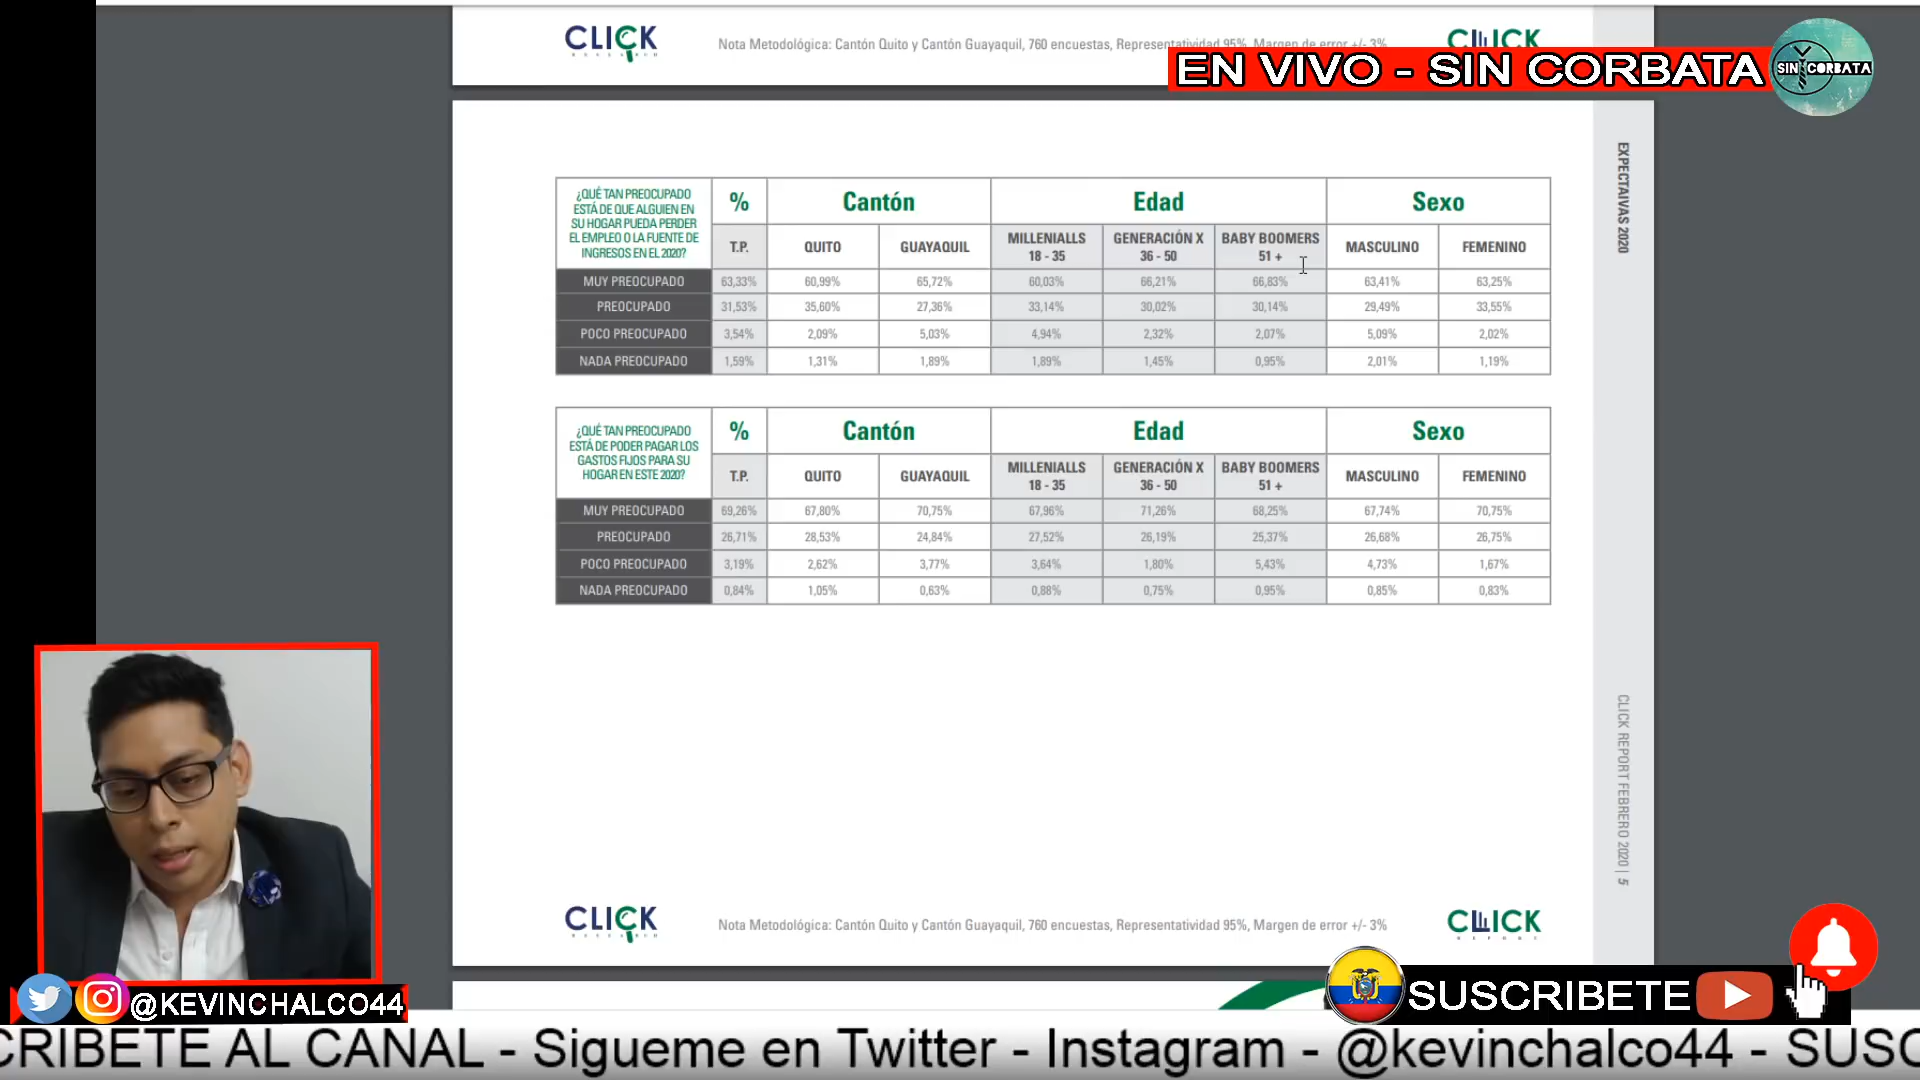 CLICK
RESEARCH
Nota Metodológica: Cantón Quito y Cantón Guayaquil, 760 encuestas, Representatividad 95%, Margen de error +/- 3%
CLICK
EN VIVO - SIN CORBATA
SIN CORBATA
EXPECTAIVAS 2020
¿QUÉ TAN PREOCUPADO
ESTÁ DE QUE ALGUIEN EN
SU HOGAR PUEDA PERDER
EL EMPLEO O LA FUENTE DE
INGRESOS EN EL 2020?
% Cantón Edad Sexo
T.P. QUITO GUAYAQUIL MILLENIALLS 18 - 35 GENERACIÓN X 36 - 50 BABY BOOMERS 51 + MASCULINO FEMENINO
MUY PREOCUPADO 63,33% 60,99% 65,72% 60,03% 66,21% 66,83% 63,41% 63,25%
PREOCUPADO 31,53% 35,60% 27,36% 33,14% 30,02% 30,14% 29,49% 33,55%
POCO PREOCUPADO 3,54% 2,09% 5,03% 4,94% 2,32% 2,07% 5,09% 2,02%
NADA PREOCUPADO 1,59% 1,31% 1,89% 1,89% 1,45% 0,95% 2,01% 1,19%
¿QUÉ TAN PREOCUPADO
ESTÁ DE PODER PAGAR LOS
GASTOS FIJOS PARA SU
HOGAR EN ESTE 2020?
% Cantón Edad Sexo
T.P. QUITO GUAYAQUIL MILLENIALLS 18 - 35 GENERACIÓN X 36 - 50 BABY BOOMERS 51 + MASCULINO FEMENINO
MUY PREOCUPADO 69,26% 67,80% 70,75% 67,96% 71,26% 68,25% 67,74% 70,75%
PREOCUPADO 26,71% 28,53% 24,84% 27,52% 26,19% 25,37% 26,68% 26,75%
POCO PREOCUPADO 3,19% 2,62% 3,77% 3,64% 1,80% 5,43% 4,73% 1,67%
NADA PREOCUPADO 0,84% 1,05% 0,63% 0,88% 0,75% 0,95% 0,85% 0,83%
CLICK REPORT FEBRERO 2020 | 5
CLICK
RESEARCH
Nota Metodológica: Cantón Quito y Cantón Guayaquil, 760 encuestas, Representatividad 95%, Margen de error +/- 3%
CLICK
REPORT
@KEVINCHALCO44
SUSCRIBETE
CRIBETE AL CANAL - Sigueme en Twitter - Instagram - @kevinchalco44 - SUSC